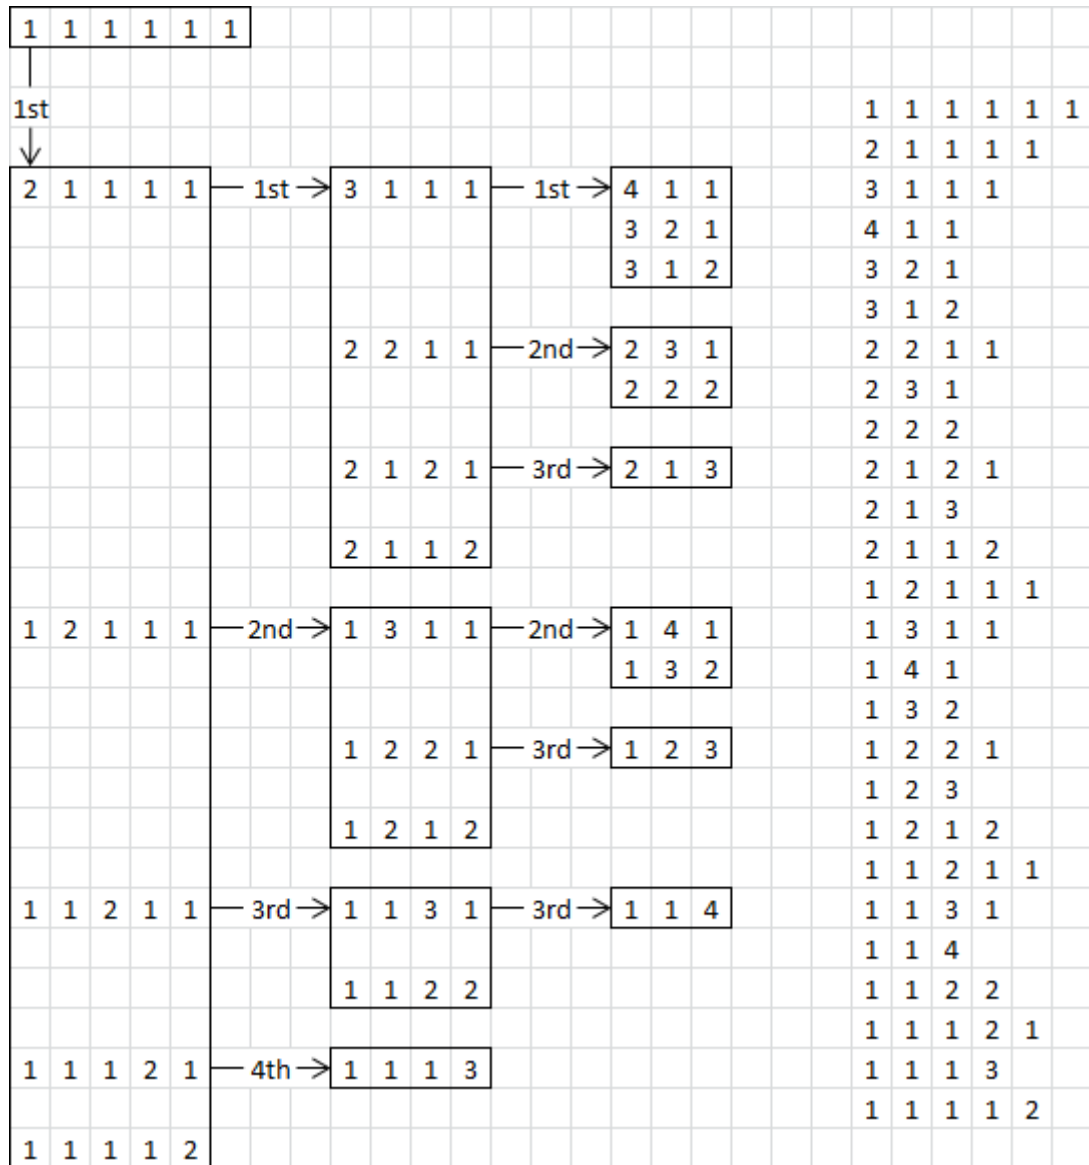 1 1 1 1 1 1
1st 1 1 1 1 1 1
2 1 1 1 1
2 1 1 1 1 1st 3 1 1 1 1st 4 1 1 3 1 1 1
3 2 1 4 1 1
3 1 2 3 2 1
3 1 2
2 2 1 1 2nd 2 3 1 2 2 1 1
2 2 2 2 3 1
2 2 2
2 1 2 1 3rd 2 1 3 2 1 2 1
2 1 3
2 1 1 2 2 1 1 2
1 2 1 1 1
1 2 1 1 1 2nd 1 3 1 1 2nd 1 4 1 1 3 1 1
1 3 2 1 4 1
1 3 2
1 2 2 1 3rd 1 2 3 1 2 2 1
1 2 3
1 2 1 2 1 2 1 2
1 1 2 1 1
1 1 2 1 1 3rd 1 1 3 1 3rd 1 1 4 1 1 3 1
1 1 4
1 1 2 2 1 1 2 2
1 1 1 2 1
1 1 1 2 1 4th 1 1 1 3 1 1 1 3
1 1 1 1 2
1 1 1 1 2